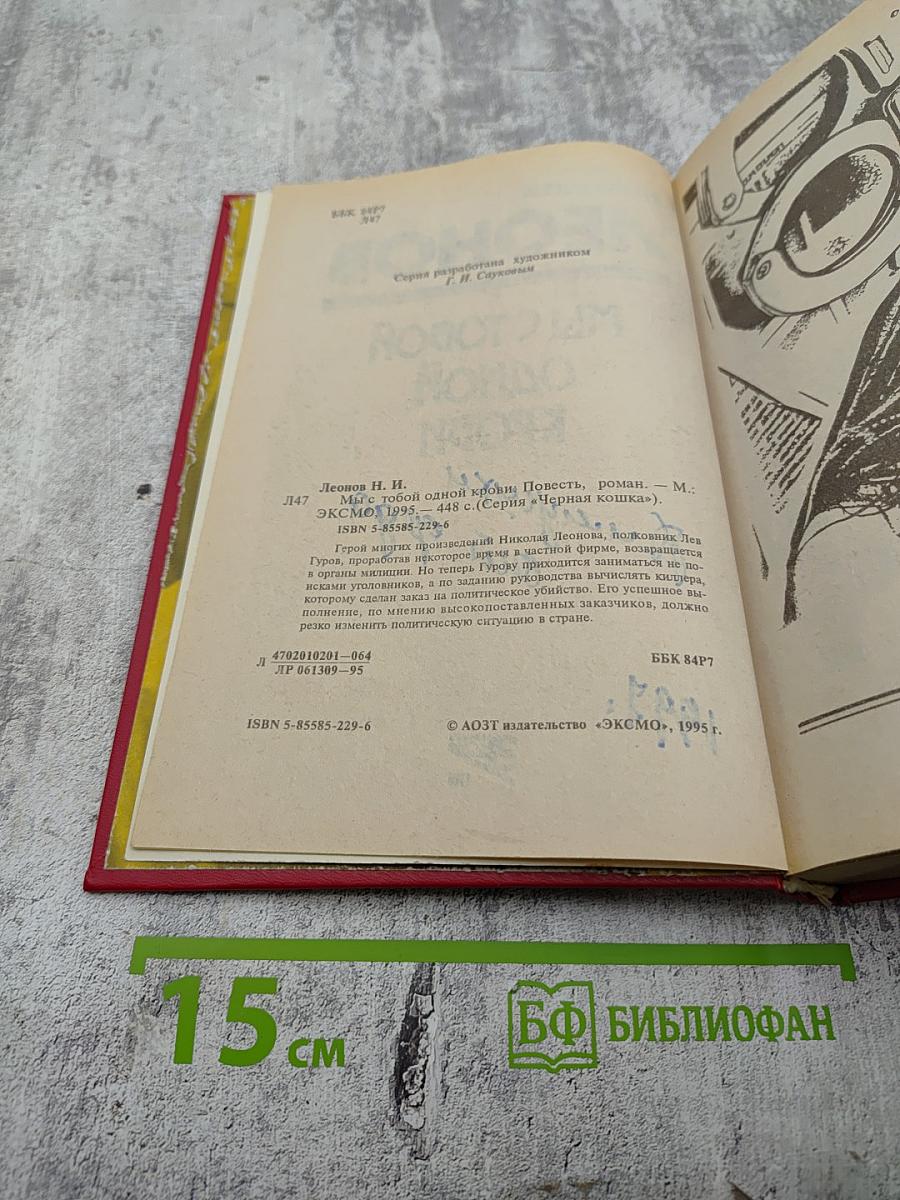 ББК 84Р7
Л47
Серия разработана художником
Г. И. Сауковым
Леонов Н. И.
Л47 Мы с тобой одной крови: Повесть, роман. — М.:
ЭКСМО, 1995.— 448 с.(Серия «Черная кошка»).
ISBN 5-85585-229-6
Герой многих произведений Николая Леонова, полковник Лев
Гуров, проработав некоторое время в частной фирме, возвращается
в органы милиции. Но теперь Гурову приходится заниматься не по-
исками уголовников, а по заданию руководства вычислять киллера,
которому сделан заказ на политическое убийство. Его успешное вы-
полнение, по мнению высокопоставленных заказчиков, должно
резко изменить политическую ситуацию в стране.
Л 4702010201—064
ЛР 061309—95
ББК 84Р7
ISBN 5-85585-229-6
© АОЗТ издательство «ЭКСМО», 1995 г.
15 см
БФ БИБЛИОФАН